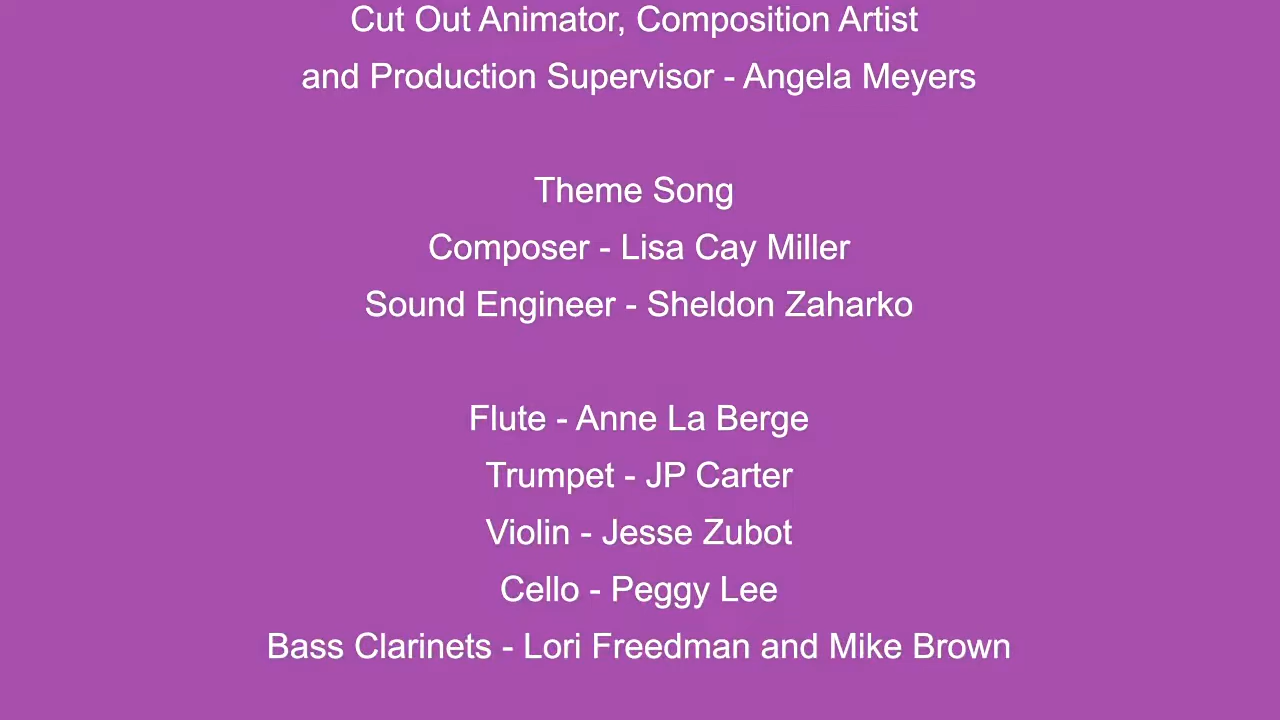 Cut Out Animator, Composition Artist
and Production Supervisor - Angela Meyers
Theme Song
Composer - Lisa Cay Miller
Sound Engineer - Sheldon Zaharko
Flute - Anne La Berge
Trumpet - JP Carter
Violin - Jesse Zubot
Cello - Peggy Lee
Bass Clarinets - Lori Freedman and Mike Brown